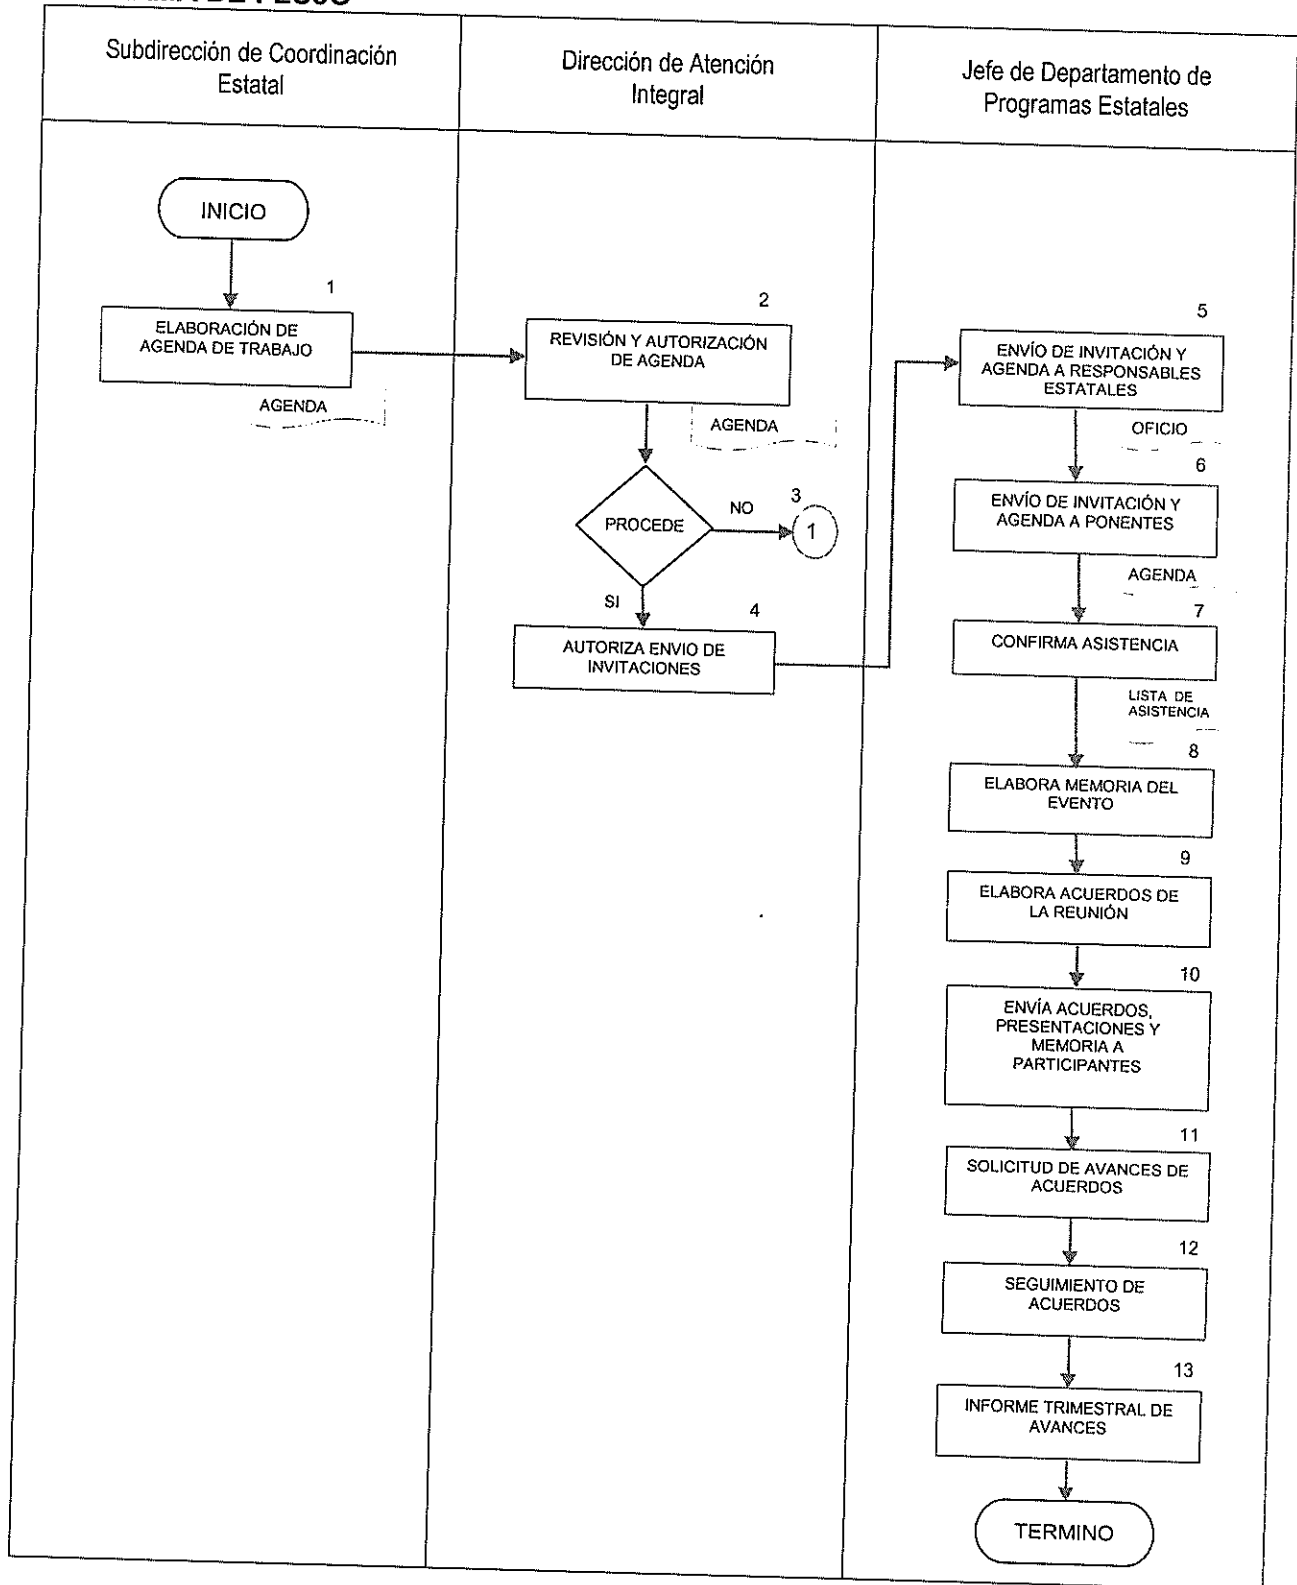 DE FLUJO
Subdirección de Coordinación
Estatal
Dirección de Atención
Integral
Jefe de Departamento de
Programas Estatales
INICIO
1
ELABORACIÓN DE
AGENDA DE TRABAJO
AGENDA
2
REVISIÓN Y AUTORIZACIÓN
DE AGENDA
AGENDA
PROCEDE
NO
3
1
SI
4
AUTORIZA ENVIO DE
INVITACIONES
5
ENVÍO DE INVITACIÓN Y
AGENDA A RESPONSABLES
ESTATALES
OFICIO
6
ENVÍO DE INVITACIÓN Y
AGENDA A PONENTES
AGENDA
7
CONFIRMA ASISTENCIA
LISTA DE
ASISTENCIA
8
ELABORA MEMORIA DEL
EVENTO
9
ELABORA ACUERDOS DE
LA REUNIÓN
10
ENVÍA ACUERDOS,
PRESENTACIONES Y
MEMORIA A
PARTICIPANTES
11
SOLICITUD DE AVANCES DE
ACUERDOS
12
SEGUIMIENTO DE
ACUERDOS
13
INFORME TRIMESTRAL DE
AVANCES
TERMINO